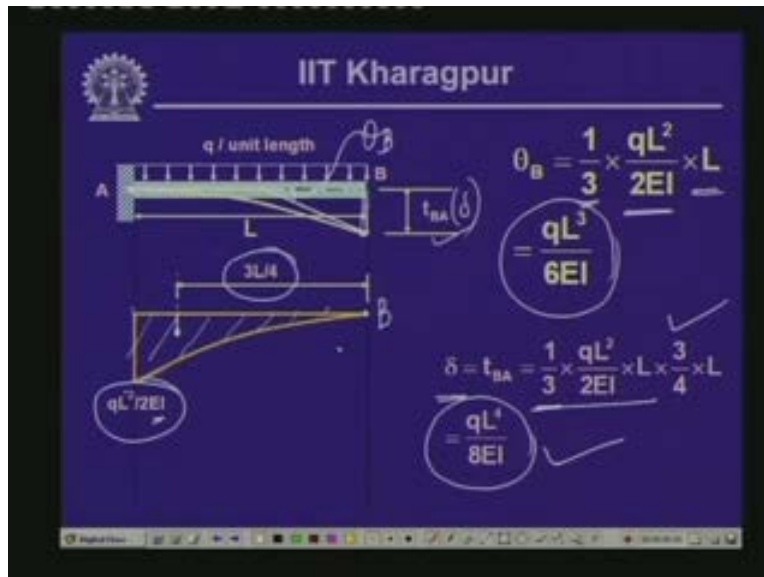 IIT Kharagpur
q / unit length
θB
A
B
tBA (δ)
L
3L/4
B
qL²/2EI
θB = 1/3 × qL²/2EI × L
= qL³/6EI
δ = tBA = 1/3 × qL²/2EI × L × 3/4 × L
= qL⁴/8EI